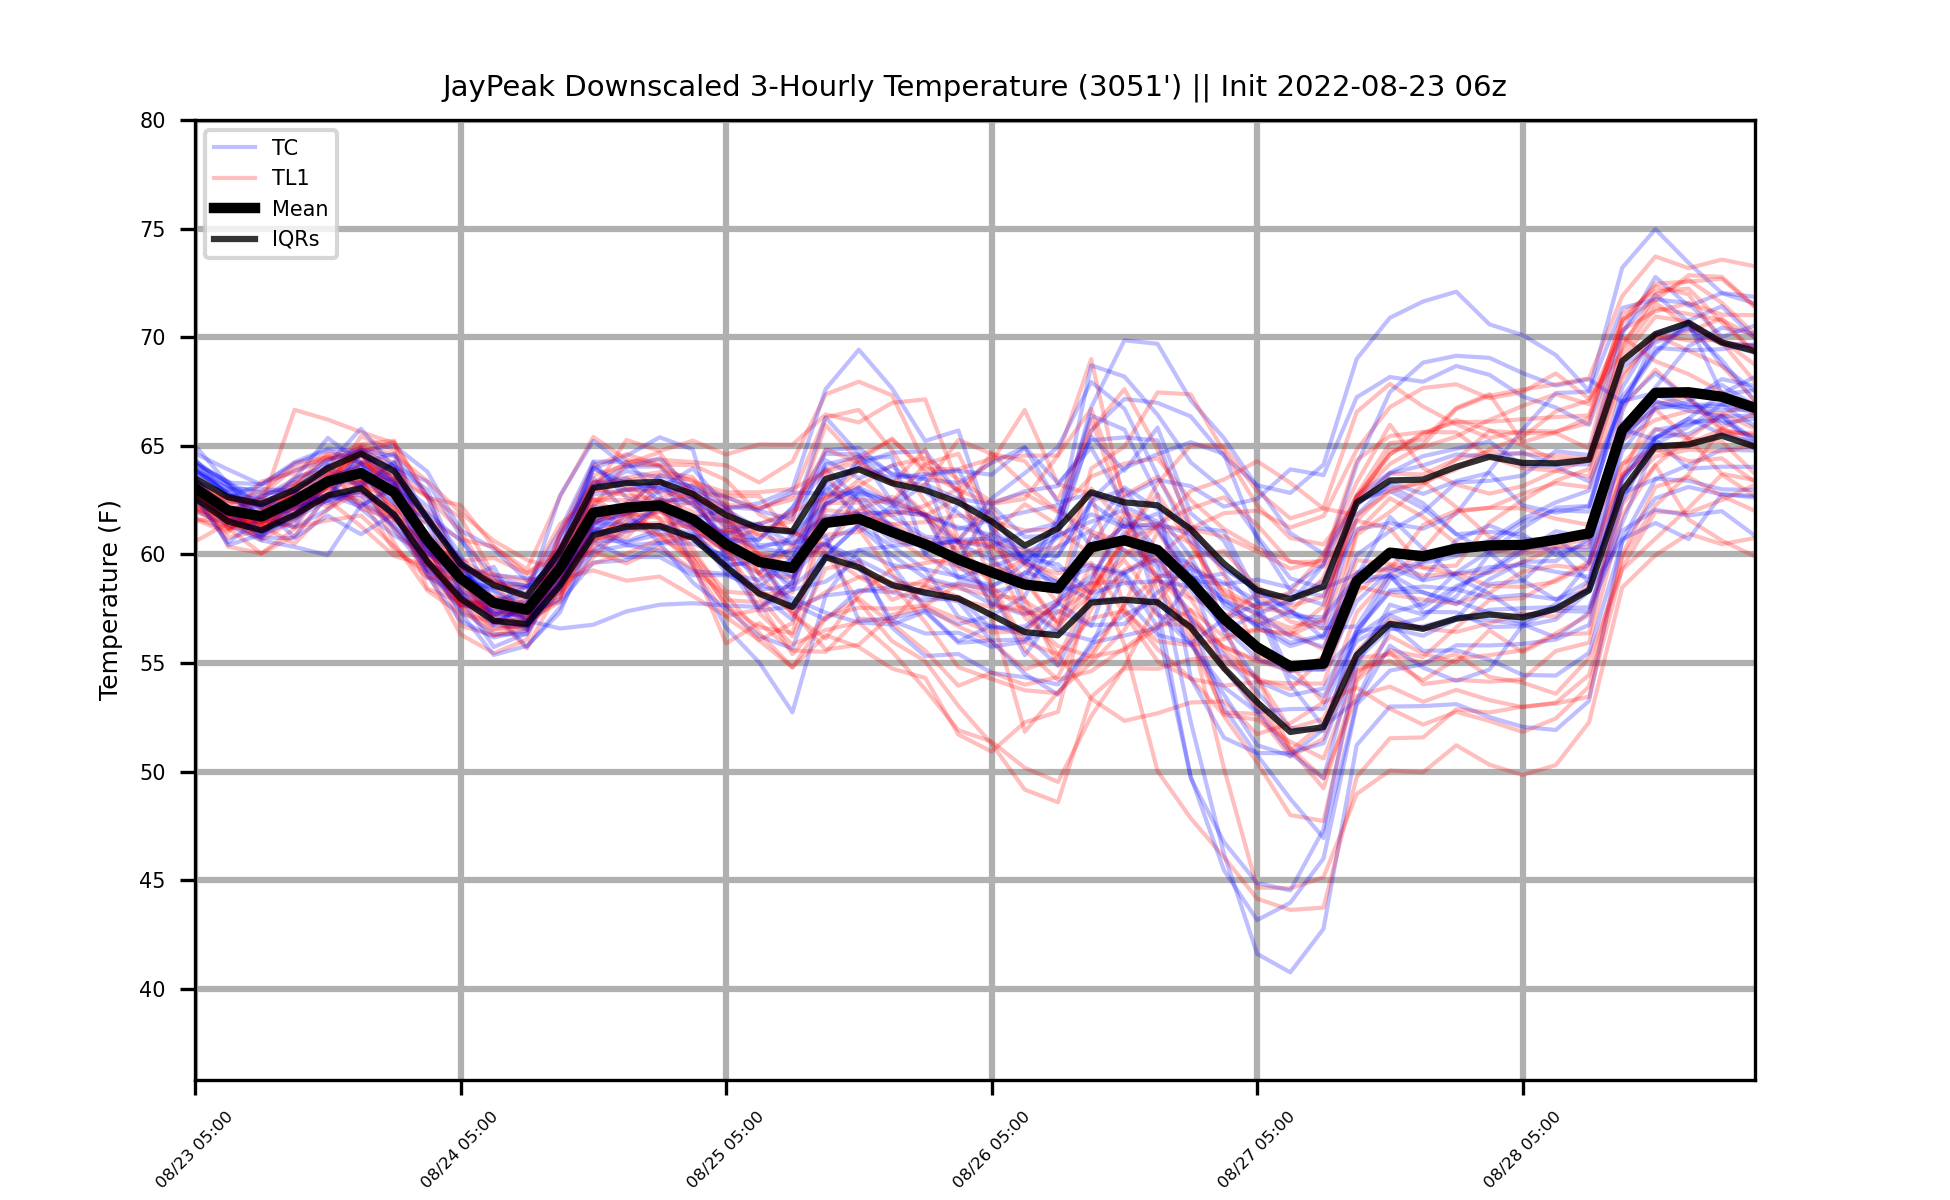 JayPeak Downscaled 3-Hourly Temperature (3051') || Init 2022-08-23 06z
TC
TL1
Mean
IQRs
Temperature (F)
80
75
70
65
60
55
50
45
40
08/23 05:00
08/24 05:00
08/25 05:00
08/26 05:00
08/27 05:00
08/28 05:00